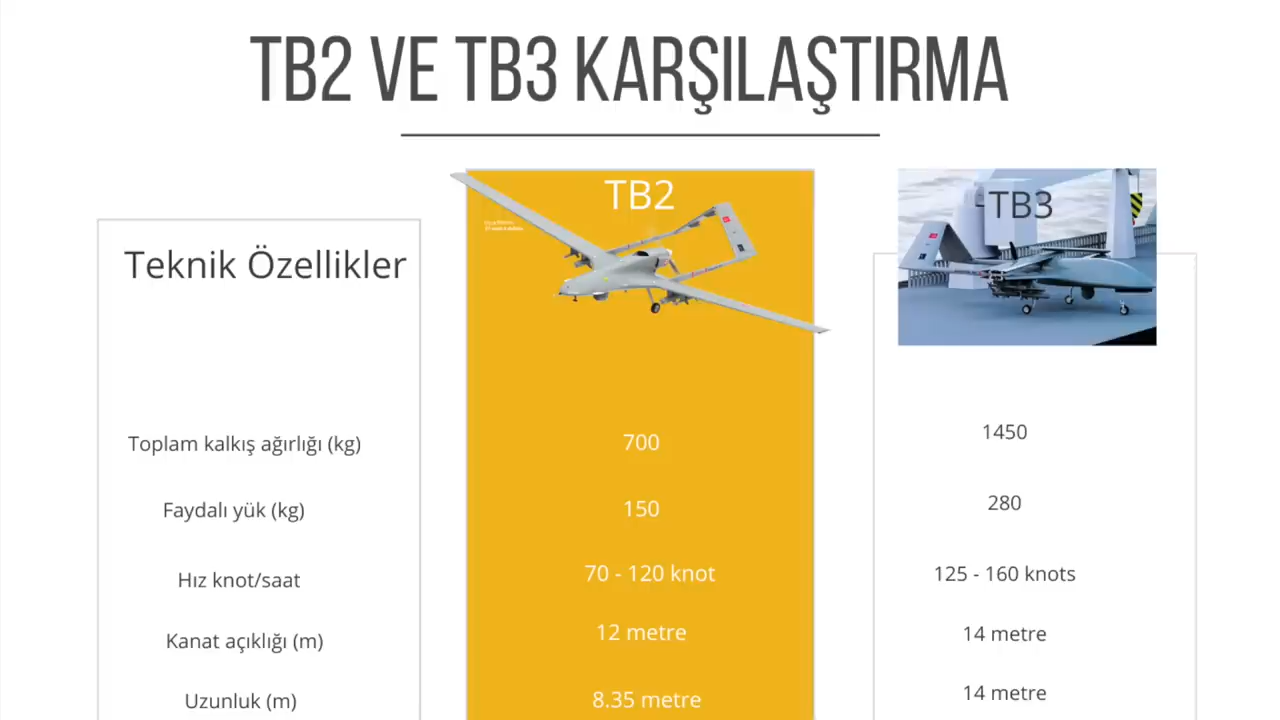 TB2 VE TB3 KARŞILAŞTIRMA
Teknik Özellikler
TB2
TB3
Toplam kalkış ağırlığı (kg)
700
1450
Faydalı yük (kg)
150
280
Hız knot/saat
70 - 120 knot
125 - 160 knots
Kanat açıklığı (m)
12 metre
14 metre
Uzunluk (m)
8.35 metre
14 metre